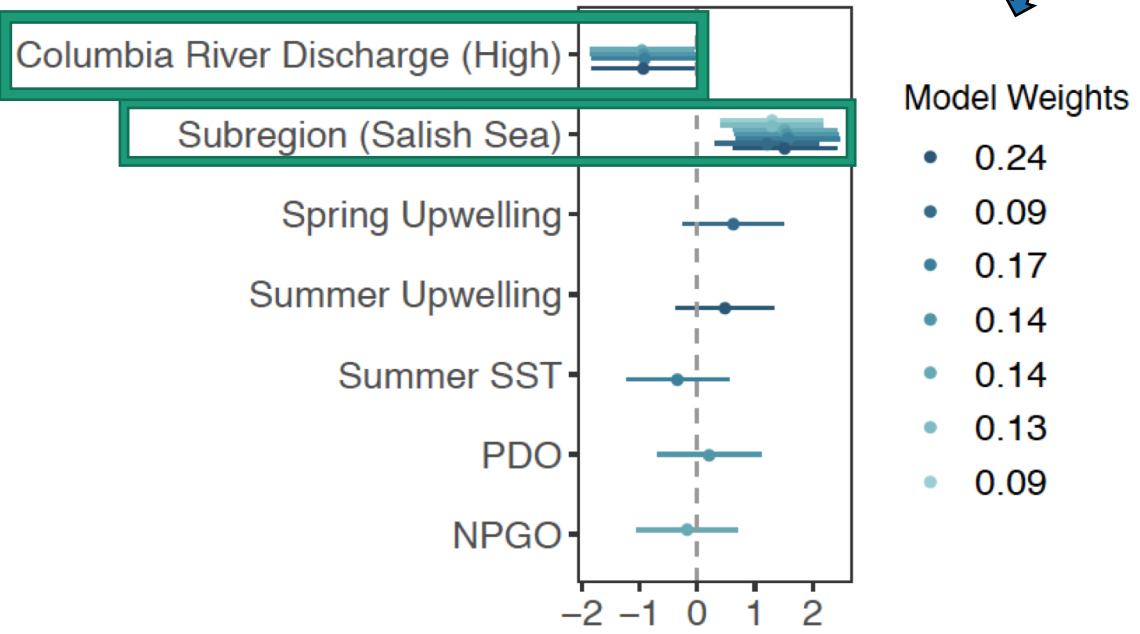 Columbia River Discharge (High)
Subregion (Salish Sea)
Spring Upwelling
Summer Upwelling
Summer SST
PDO
NPGO
−2 −1 0 1 2
Model Weights
0.24
0.09
0.17
0.14
0.14
0.13
0.09